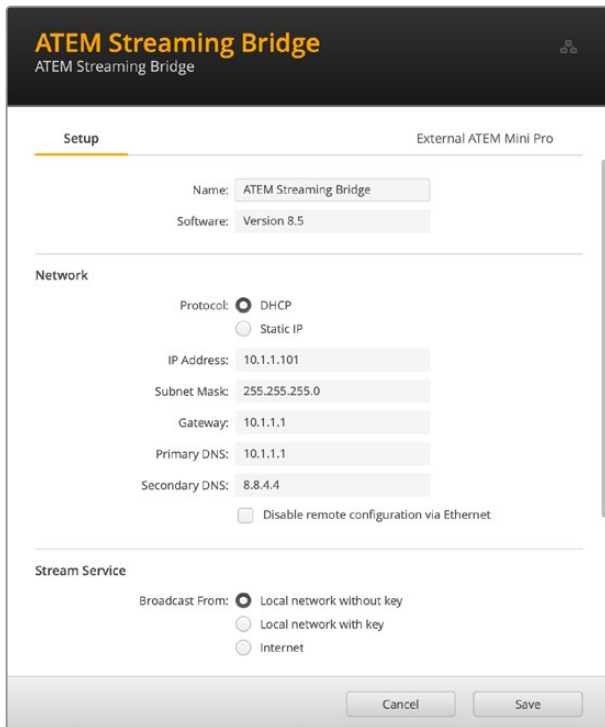 ATEM Streaming Bridge
ATEM Streaming Bridge
Setup External ATEM Mini Pro
Name: ATEM Streaming Bridge
Software: Version 8.5
Network
Protocol: DHCP
Static IP
IP Address: 10.1.1.101
Subnet Mask: 255.255.255.0
Gateway: 10.1.1.1
Primary DNS: 10.1.1.1
Secondary DNS: 8.8.4.4
Disable remote configuration via Ethernet
Stream Service
Broadcast From: Local network without key
Local network with key
Internet
Cancel Save